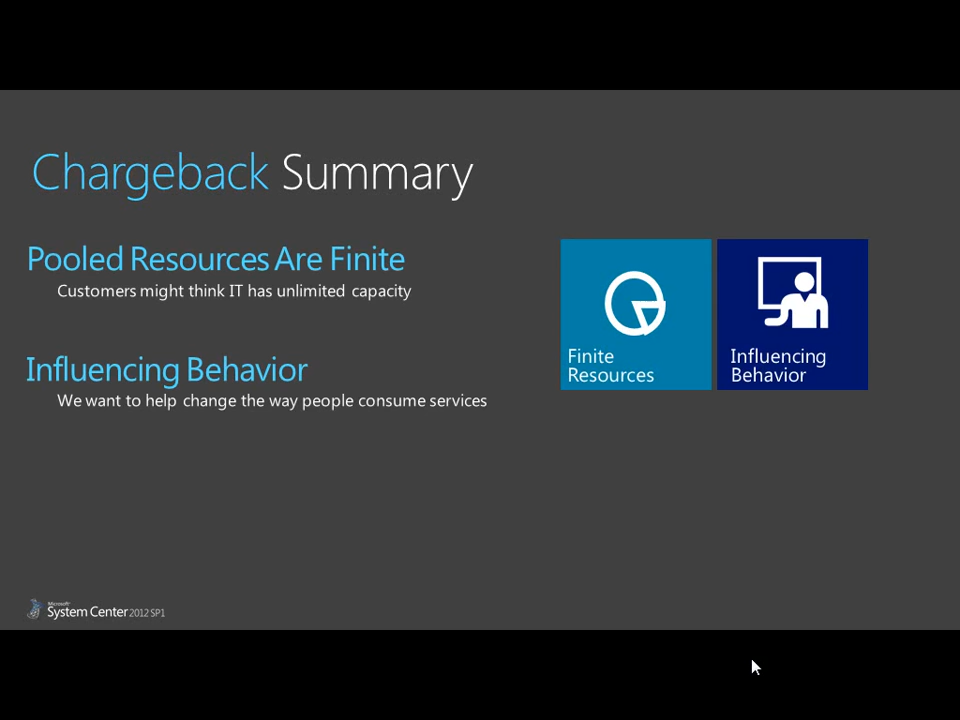 Chargeback Summary
Pooled Resources Are Finite
Customers might think IT has unlimited capacity
Influencing Behavior
We want to help change the way people consume services
Finite
Resources
Influencing
Behavior
Microsoft
System Center 2012 SP1